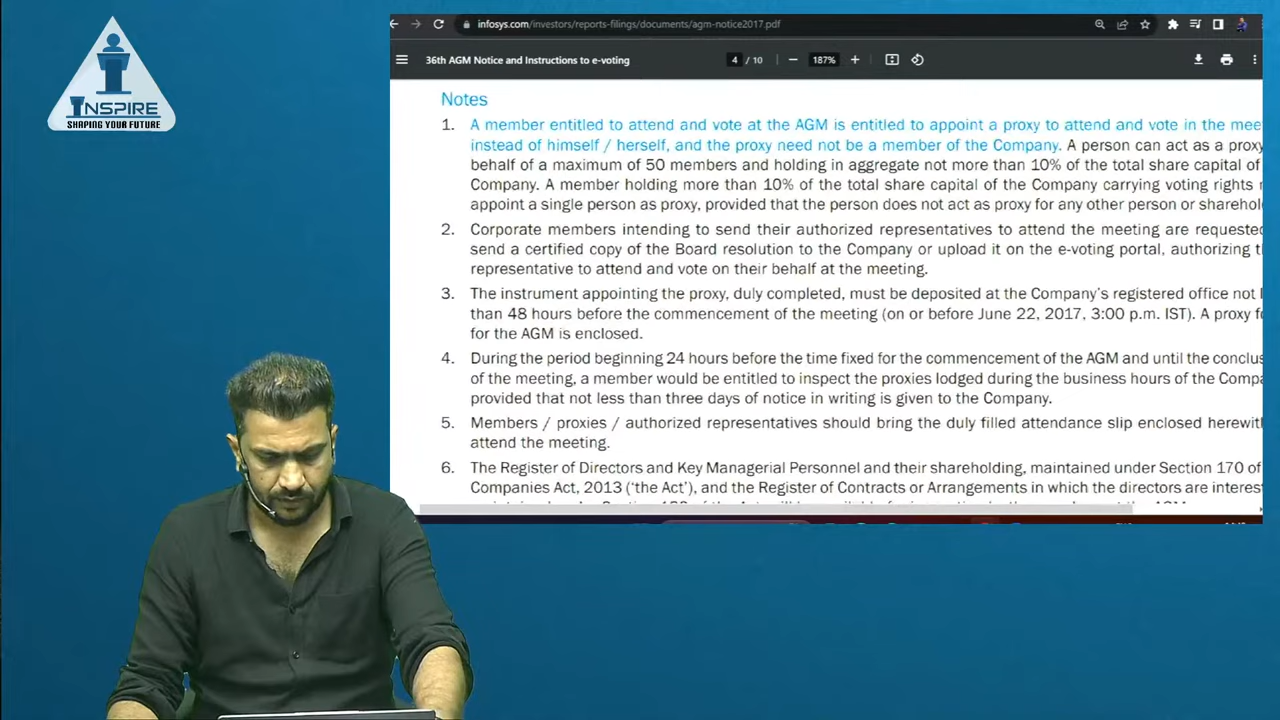 INSPIRE
SHAPING YOUR FUTURE
infosys.com/investors/reports-filings/documents/agm-notice2017.pdf
36th AGM Notice and Instructions to e-voting
4 / 10
187%
Notes
1. A member entitled to attend and vote at the AGM is entitled to appoint a proxy to attend and vote in the mee
instead of himself / herself, and the proxy need not be a member of the Company. A person can act as a proxy
behalf of a maximum of 50 members and holding in aggregate not more than 10% of the total share capital of
Company. A member holding more than 10% of the total share capital of the Company carrying voting rights
appoint a single person as proxy, provided that the person does not act as proxy for any other person or sharehol
2. Corporate members intending to send their authorized representatives to attend the meeting are requested
send a certified copy of the Board resolution to the Company or upload it on the e-voting portal, authorizing
representative to attend and vote on their behalf at the meeting.
3. The instrument appointing the proxy, duly completed, must be deposited at the Company's registered office not
than 48 hours before the commencement of the meeting (on or before June 22, 2017, 3:00 p.m. IST). A proxy
for the AGM is enclosed.
4. During the period beginning 24 hours before the time fixed for the commencement of the AGM and until the conclus
of the meeting, a member would be entitled to inspect the proxies lodged during the business hours of the Compa
provided that not less than three days of notice in writing is given to the Company.
5. Members / proxies / authorized representatives should bring the duly filled attendance slip enclosed herewit
attend the meeting.
6. The Register of Directors and Key Managerial Personnel and their shareholding, maintained under Section 170 of
Companies Act, 2013 ('the Act'), and the Register of Contracts or Arrangements in which the directors are interest